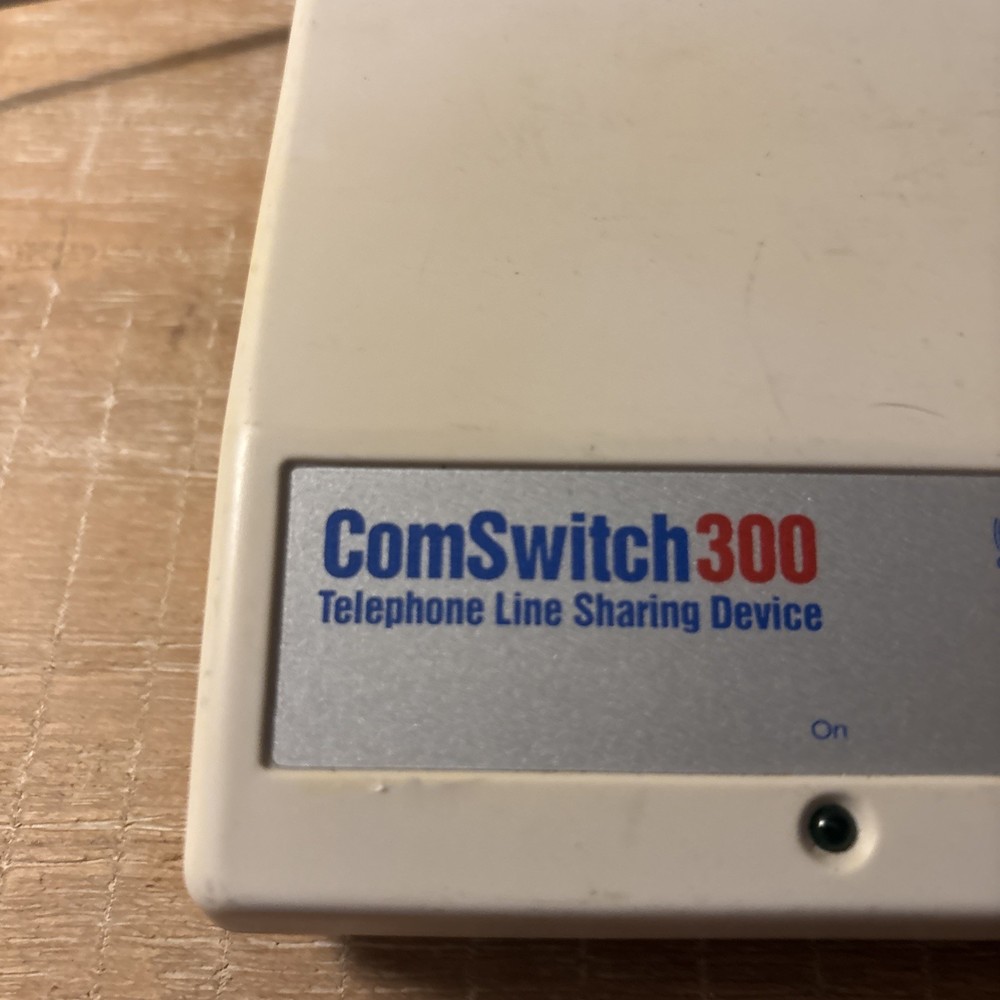 ComSwitch300
Telephone Line Sharing Device
On